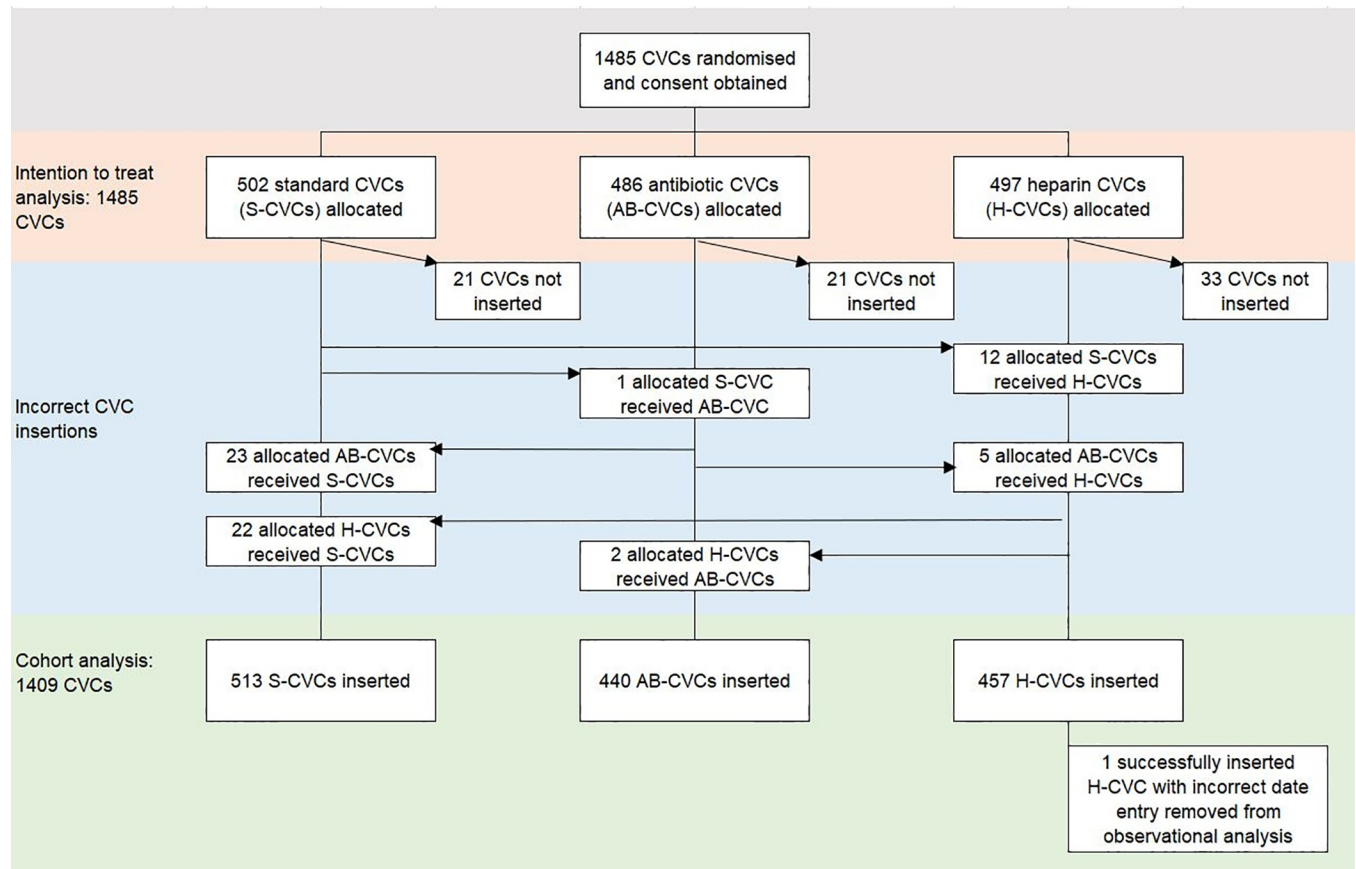 1485 CVCs randomised
and consent obtained
Intention to treat
analysis: 1485
CVCs
502 standard CVCs
(S-CVCs) allocated
486 antibiotic CVCs
(AB-CVCs) allocated
497 heparin CVCs
(H-CVCs) allocated
21 CVCs not
inserted
21 CVCs not
inserted
33 CVCs not
inserted
Incorrect CVC
insertions
12 allocated S-CVCs
received H-CVCs
1 allocated S-CVC
received AB-CVC
23 allocated AB-CVCs
received S-CVCs
5 allocated AB-CVCs
received H-CVCs
22 allocated H-CVCs
received S-CVCs
2 allocated H-CVCs
received AB-CVCs
Cohort analysis:
1409 CVCs
513 S-CVCs inserted
440 AB-CVCs inserted
457 H-CVCs inserted
1 successfully inserted
H-CVC with incorrect date
entry removed from
observational analysis